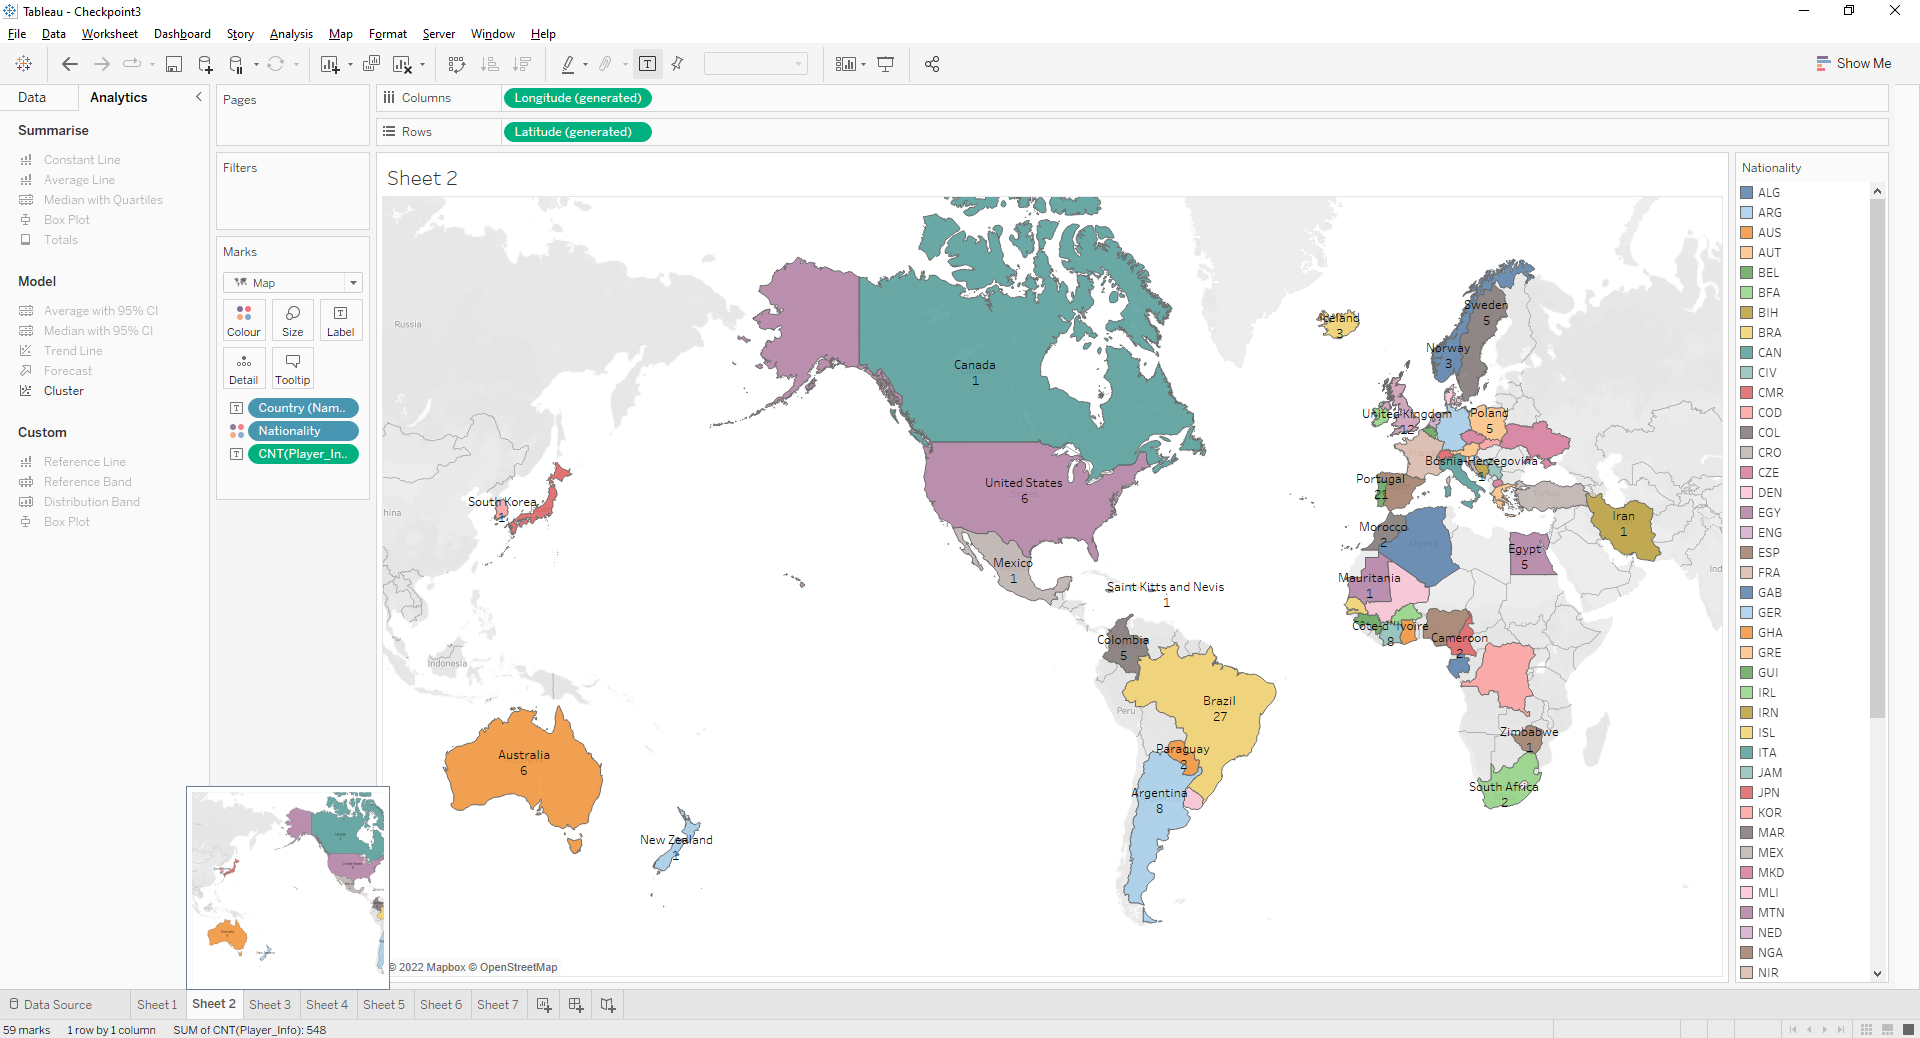 Tableau - Checkpoint3
File Data Worksheet Dashboard Story Analysis Map Format Server Window Help
Show Me
Data Analytics
Summarise
Constant Line
Average Line
Median with Quartiles
Box Plot
Totals
Model
Average with 95% CI
Median with 95% CI
Trend Line
Forecast
Cluster
Custom
Reference Line
Reference Band
Distribution Band
Box Plot
Pages
Filters
Marks
Map
Colour Size Label
Detail Tooltip
Country (Nam..
Nationality
CNT(Player_In..
Columns Longitude (generated)
Rows Latitude (generated)
Sheet 2
Russia
Iceland
3
Sweden
5
Norway
3
Canada
1
United Kingdom
12
Poland
5
Bosnia-Herzegovina
1
Portugal
21
South Korea
1
United States
6
Iran
1
Morocco
2
Algeria
Egypt
5
Mexico
1
Mauritania
1
Saint Kitts and Nevis
1
Côte-d'Ivoire
8
Cameroon
2
Colombia
5
Indonesia
Brazil
27
Peru
Zimbabwe
1
Paraguay
2
Australia
6
South Africa
2
Argentina
8
New Zealand
1
© 2022 Mapbox © OpenStreetMap
Nationality
ALG
ARG
AUS
AUT
BEL
BFA
BIH
BRA
CAN
CIV
CMR
COD
COL
CRO
CZE
DEN
EGY
ENG
ESP
FRA
GAB
GER
GHA
GRE
GUI
IRL
IRN
ISL
ITA
JAM
JPN
KOR
MAR
MEX
MKD
MLI
MTN
NED
NGA
NIR
Data Source Sheet 1 Sheet 2 Sheet 3 Sheet 4 Sheet 5 Sheet 6 Sheet 7
59 marks 1 row by 1 column SUM of CNT(Player_Info): 548